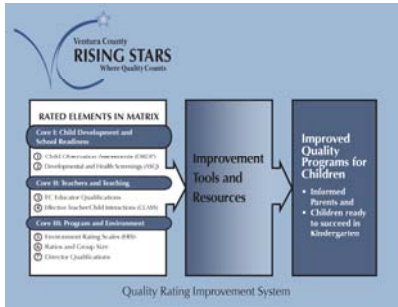 Ventura County
RISING STARS
Where Quality Counts
RATED ELEMENTS IN MATRIX
Core I: Child Development and
School Readiness
1 Child Observation Assessments (DRDP)
2 Developmental and Health Screenings (ASQ)
Core II: Teachers and Teaching
3 EC Educator Qualifications
4 Effective Teacher/Child Interactions (CLASS)
Core III: Program and Environment
5 Environment Rating Scales (ERS)
6 Ratios and Group Size
7 Director Qualifications
Improvement
Tools and
Resources
Improved
Quality
Programs for
Children
• Informed
Parents and
• Children ready
to succeed in
Kindergarten
Quality Rating Improvement System